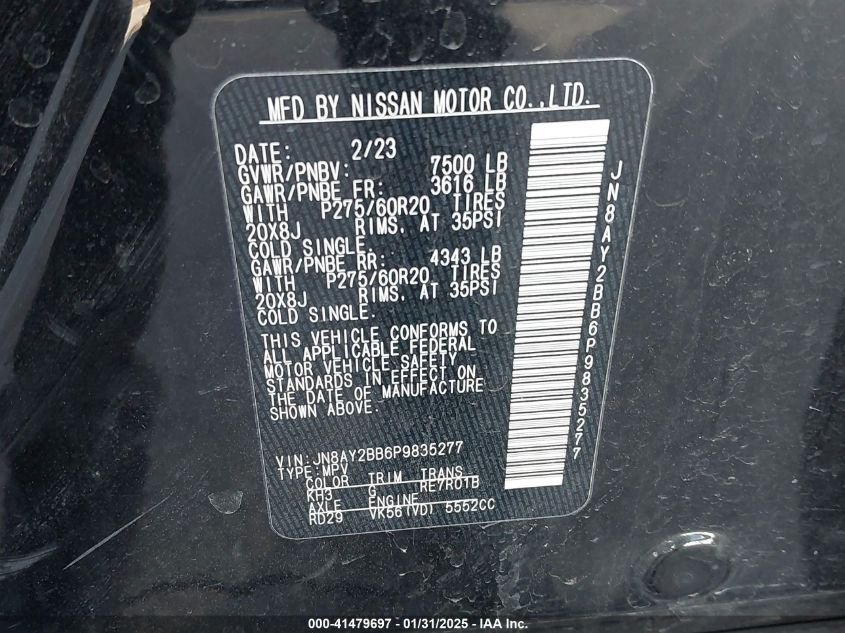 MFD BY NISSAN MOTOR CO.,LTD.
DATE: 2/23
GVWR/PNBV: 7500 LB
GAWR/PNBE FR: 3616 LB
WITH P275/60R20 TIRES
20X8J RIMS. AT 35PSI
COLD SINGLE.
GAWR/PNBE RR: 4343 LB
WITH P275/60R20 TIRES
20X8J RIMS. AT 35PSI
COLD SINGLE.
THIS VEHICLE CONFORMS TO
ALL APPLICABLE FEDERAL
MOTOR VEHICLE SAFETY
STANDARDS IN EFFECT ON
THE DATE OF MANUFACTURE
SHOWN ABOVE.
VIN:JN8AY2BB6P9835277
TYPE:MPV
COLOR TRIM TRANS
KH3 G RE7R01B
AXLE ENGINE
RD29 VK56(VD) 5552CC
JN8AY2BB6P9835277
000-41479697 - 01/31/2025 - IAA Inc.